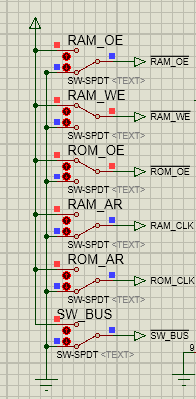 RAM_OE
RAM_OE
SW-SPDT <TEXT>
RAM_WE
RAM_WE
SW-SPDT <TEXT>
ROM_OE
ROM_OE
SW-SPDT <TEXT>
RAM_AR
RAM_CLK
SW-SPDT <TEXT>
ROM_AR
ROM_CLK
SW-SPDT <TEXT>
SW_BUS
SW_BUS
SW-SPDT <TEXT>
9